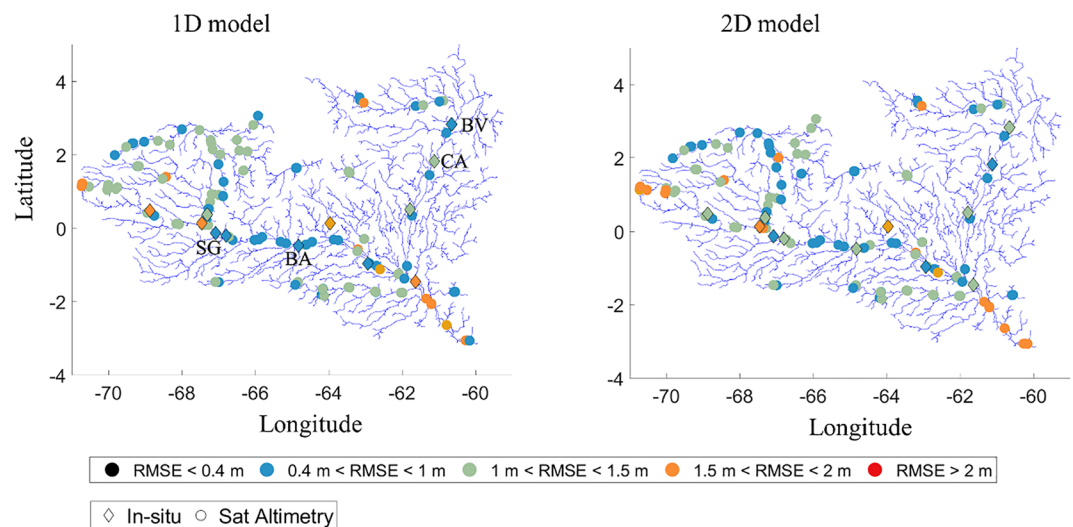 1D model
2D model
4
2
0
-2
-4
Latitude
BV
CA
SG
BA
-70 -68 -66 -64 -62 -60
Longitude
4
2
0
-2
-4
-70 -68 -66 -64 -62 -60
Longitude
RMSE < 0.4 m 0.4 m < RMSE < 1 m 1 m < RMSE < 1.5 m 1.5 m < RMSE < 2 m RMSE > 2 m
In-situ Sat Altimetry